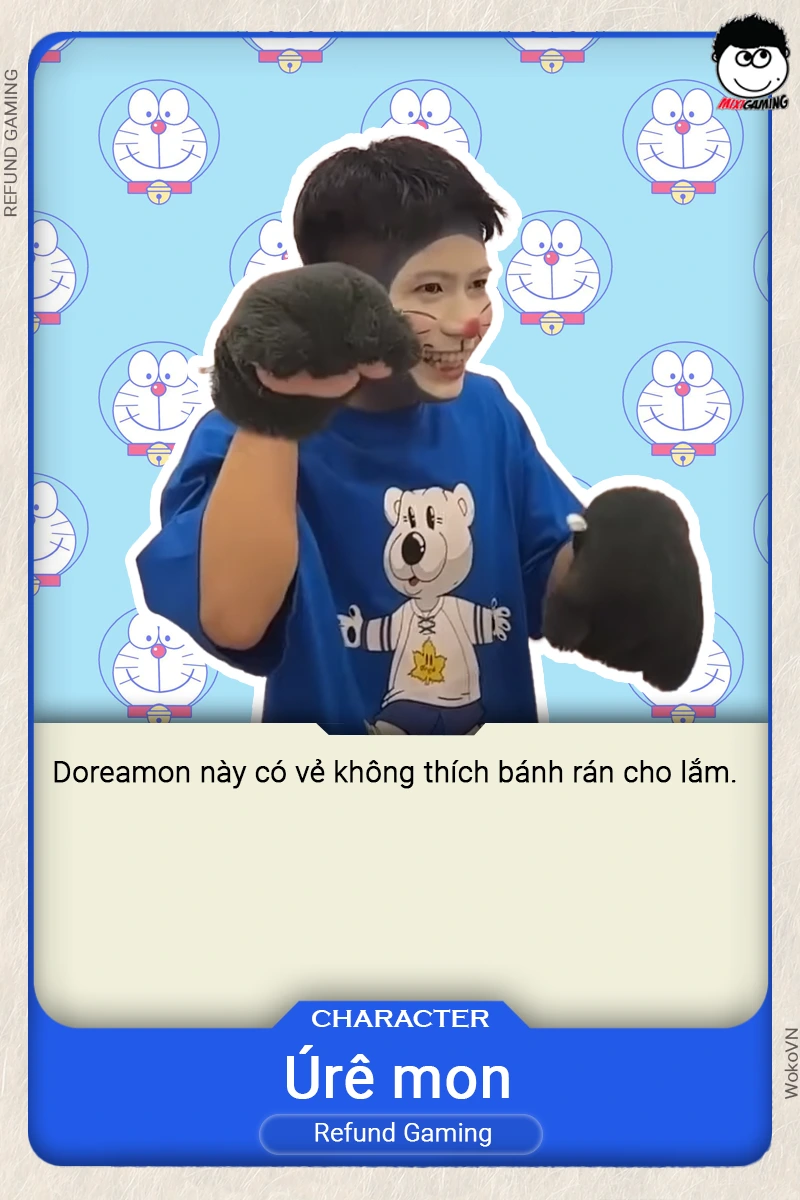 REFUND GAMING
MIXIGAMING
Doreamon này có vẻ không thích bánh rán cho lắm.
CHARACTER
Úrê mon
Refund Gaming
WokoVN